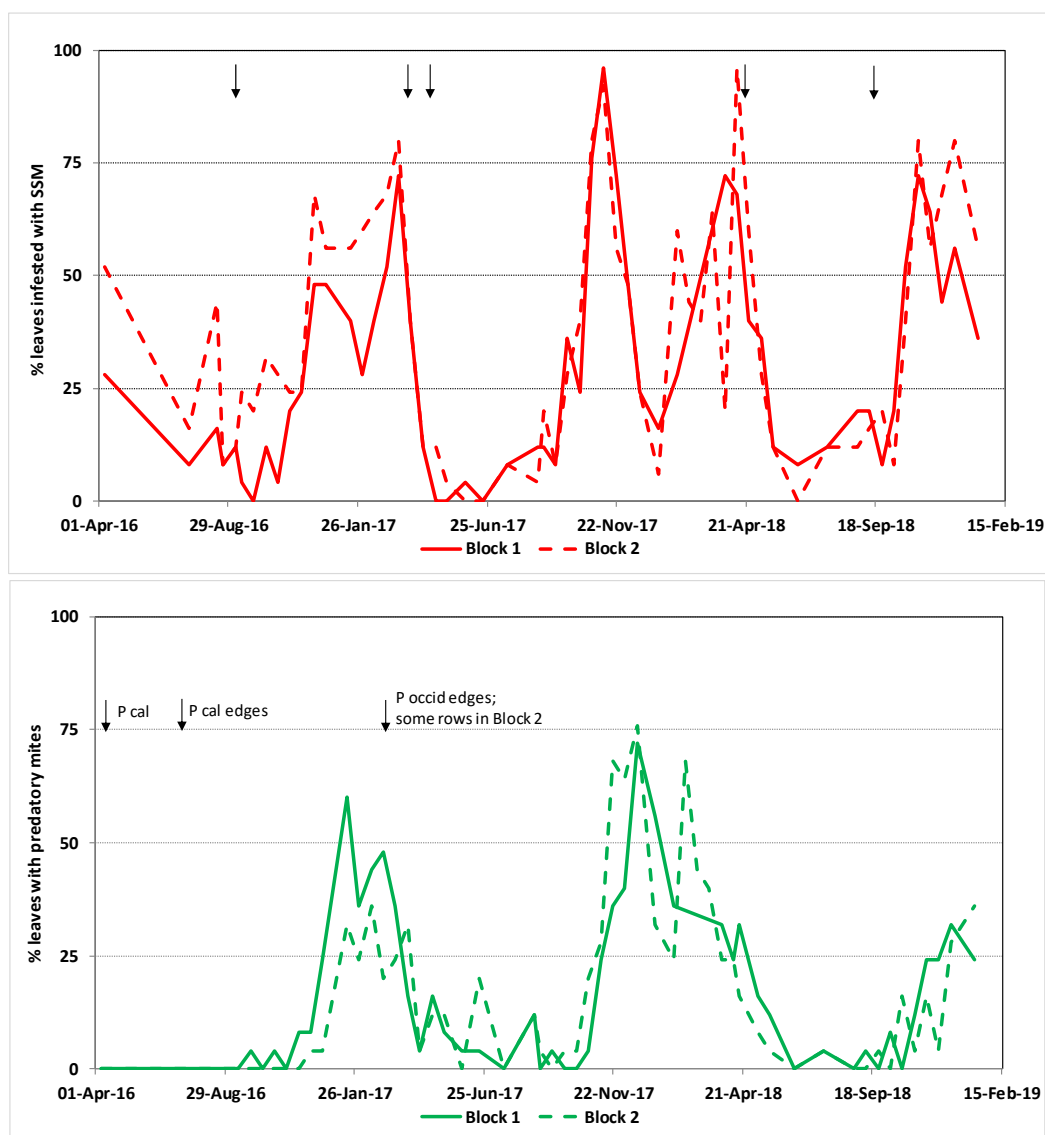 100
75
50
25
0
% leaves infested with SSM
01-Apr-16 29-Aug-16 26-Jan-17 25-Jun-17 22-Nov-17 21-Apr-18 18-Sep-18 15-Feb-19
Block 1 Block 2
100
75
50
25
0
% leaves with predatory mites
P cal
P cal edges
P occid edges;
some rows in Block 2
01-Apr-16 29-Aug-16 26-Jan-17 25-Jun-17 22-Nov-17 21-Apr-18 18-Sep-18 15-Feb-19
Block 1 Block 2